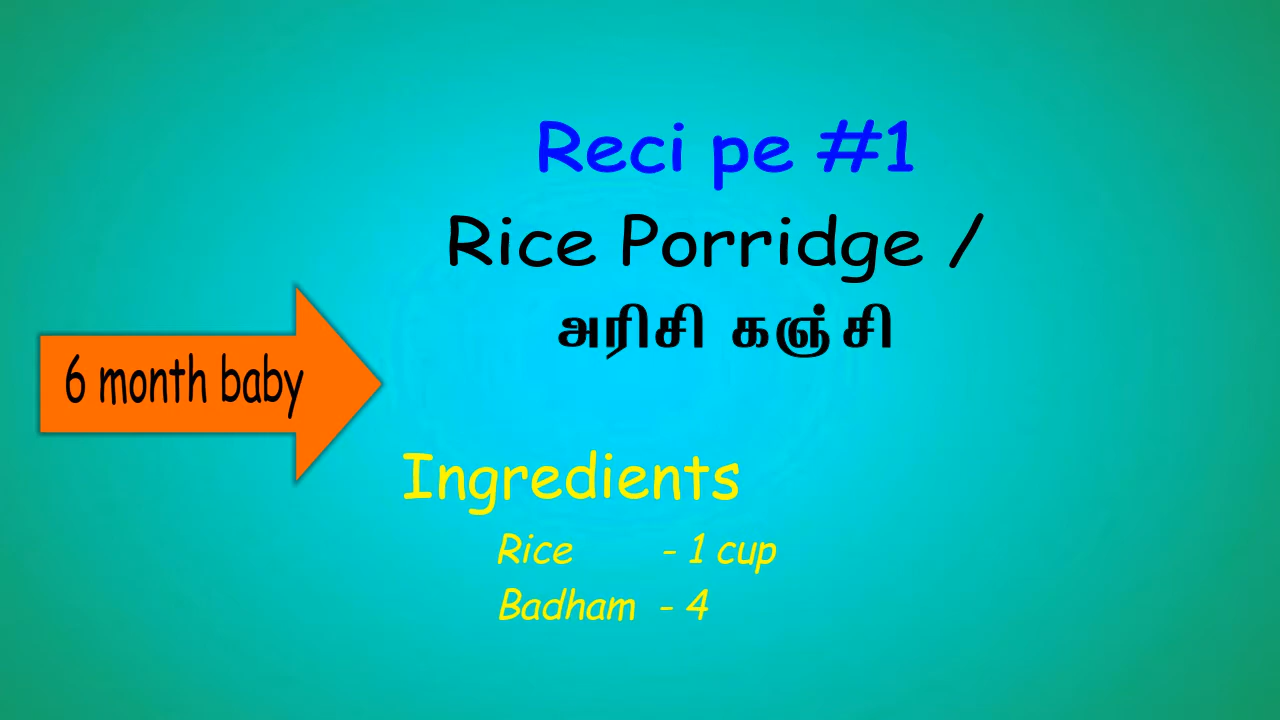 Reci pe #1
Rice Porridge /
அரிசி கஞ்சி
6 month baby
Ingredients
Rice - 1 cup
Badham - 4